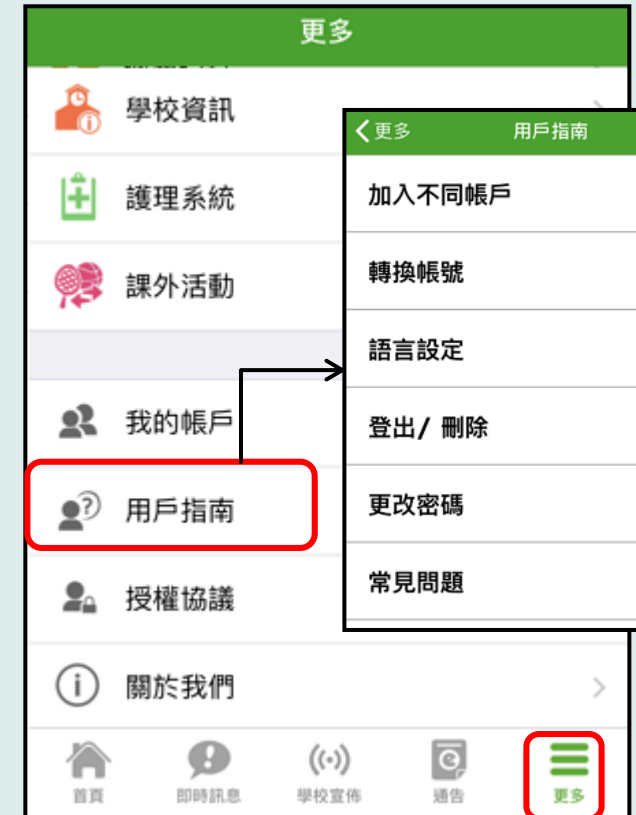 更多
學校資訊
護理系統
課外活動
我的帳戶
用戶指南
授權協議
關於我們
首頁
即時訊息
學校宣佈
通告
更多
更多
用戶指南
加入不同帳戶
轉換帳號
語言設定
登出/ 刪除
更改密碼
常見問題